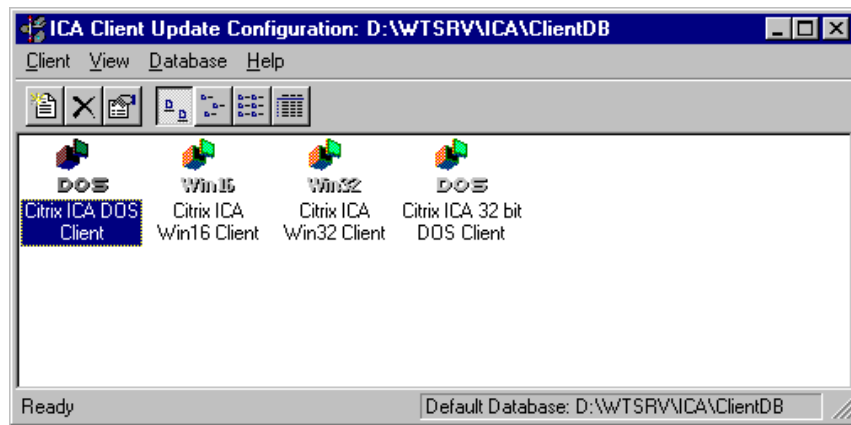 ICA Client Update Configuration: D:\WTSRV\ICA\ClientDB
Client View Database Help
DOS Win16 Win32 DOS
Citrix ICA DOS Client
Citrix ICA Win16 Client
Citrix ICA Win32 Client
Citrix ICA 32 bit DOS Client
Ready
Default Database: D:\WTSRV\ICA\ClientDB